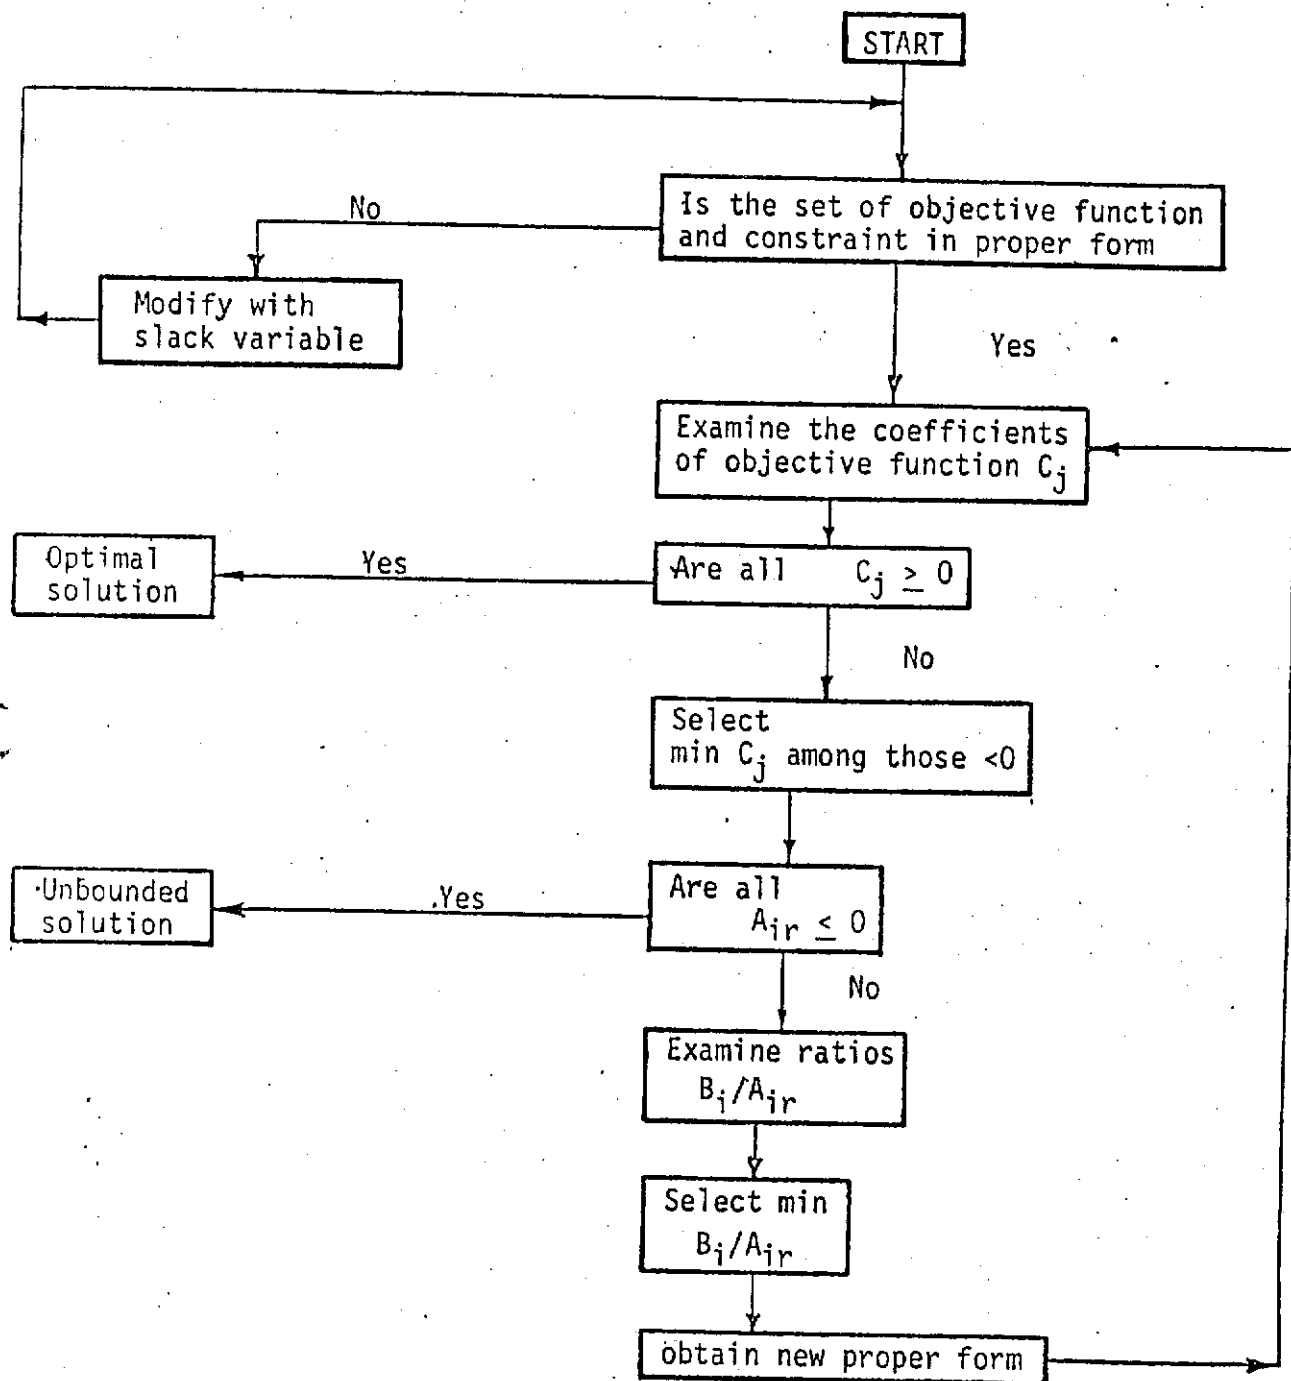 START
Is the set of objective function
and constraint in proper form
No
Modify with
slack variable
Yes
Examine the coefficients
of objective function Cj
Are all Cj ≥ 0
Yes
Optimal
solution
No
Select
min Cj among those <0
Are all
Air ≤ 0
Yes
Unbounded
solution
No
Examine ratios
Bi/Air
Select min
Bi/Air
obtain new proper form